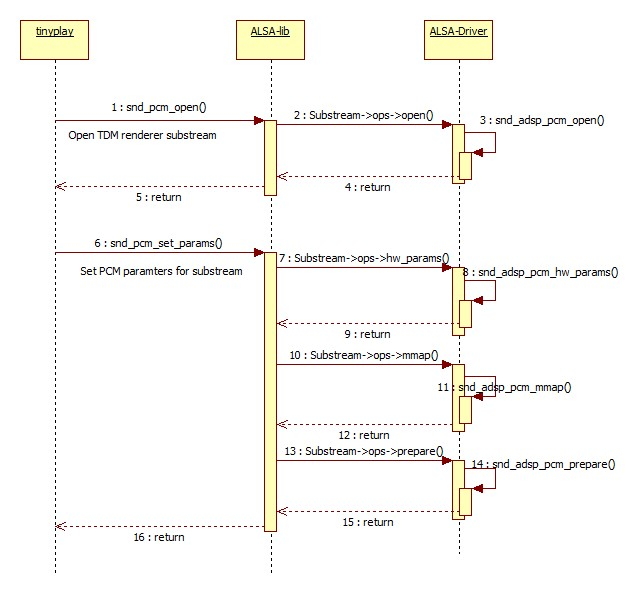 tinyplay
ALSA-lib
ALSA-Driver
1 : snd_pcm_open()
2 : Substream->ops->open()
3 : snd_adsp_pcm_open()
Open TDM renderer substream
4 : return
5 : return
6 : snd_pcm_set_params()
7 : Substream->ops->hw_params()
Set PCM paramters for substream
8 : snd_adsp_pcm_hw_params()
9 : return
10 : Substream->ops->mmap()
11 : snd_adsp_pcm_mmap()
12 : return
13 : Substream->ops->prepare()
14 : snd_adsp_pcm_prepare()
15 : return
16 : return